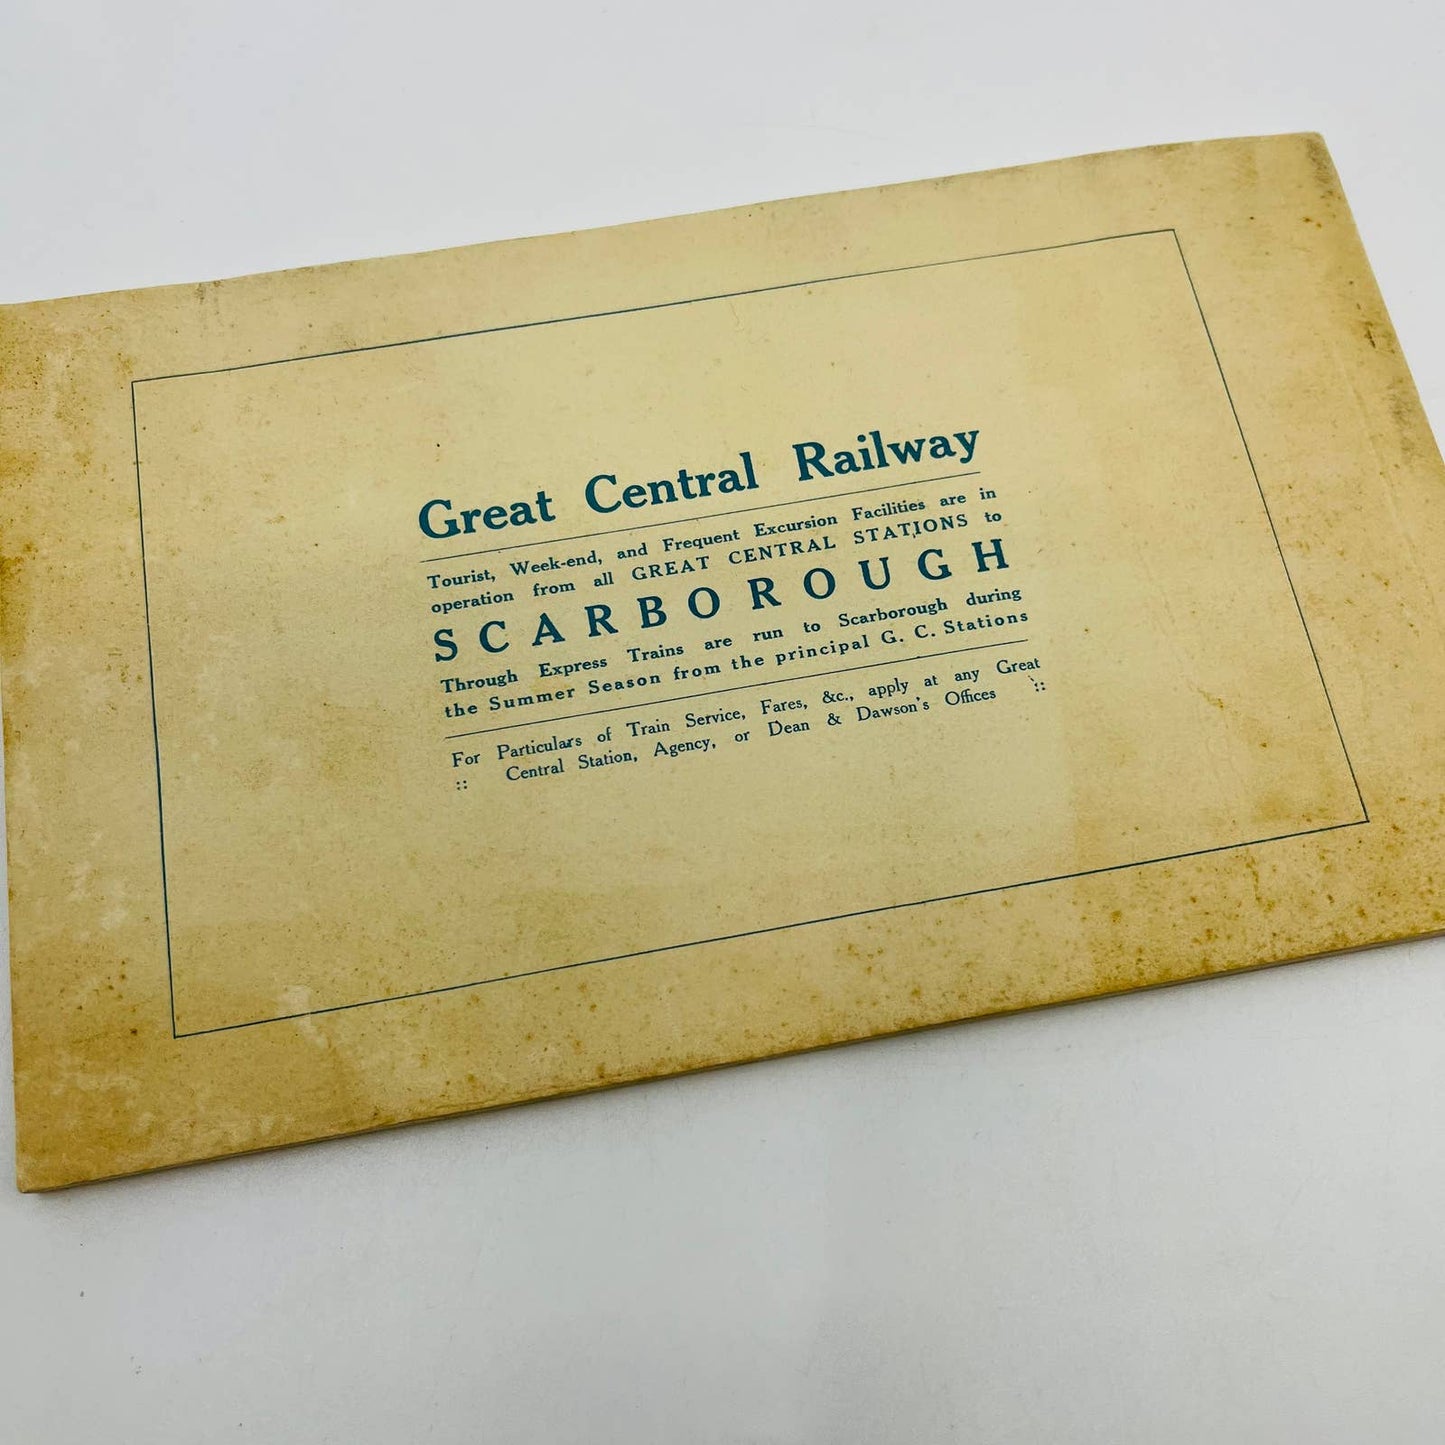 Great Central Railway
Tourist, Week-end, and Frequent Excursion Facilities are in
operation from all GREAT CENTRAL STATIONS to
SCARBOROUGH
Through Express Trains are run to Scarborough during
the Summer Season from the principal G. C. Stations
For Particulars of Train Service, Fares, &c., apply at any Great
:: Central Station, Agency, or Dean & Dawson's Offices ::